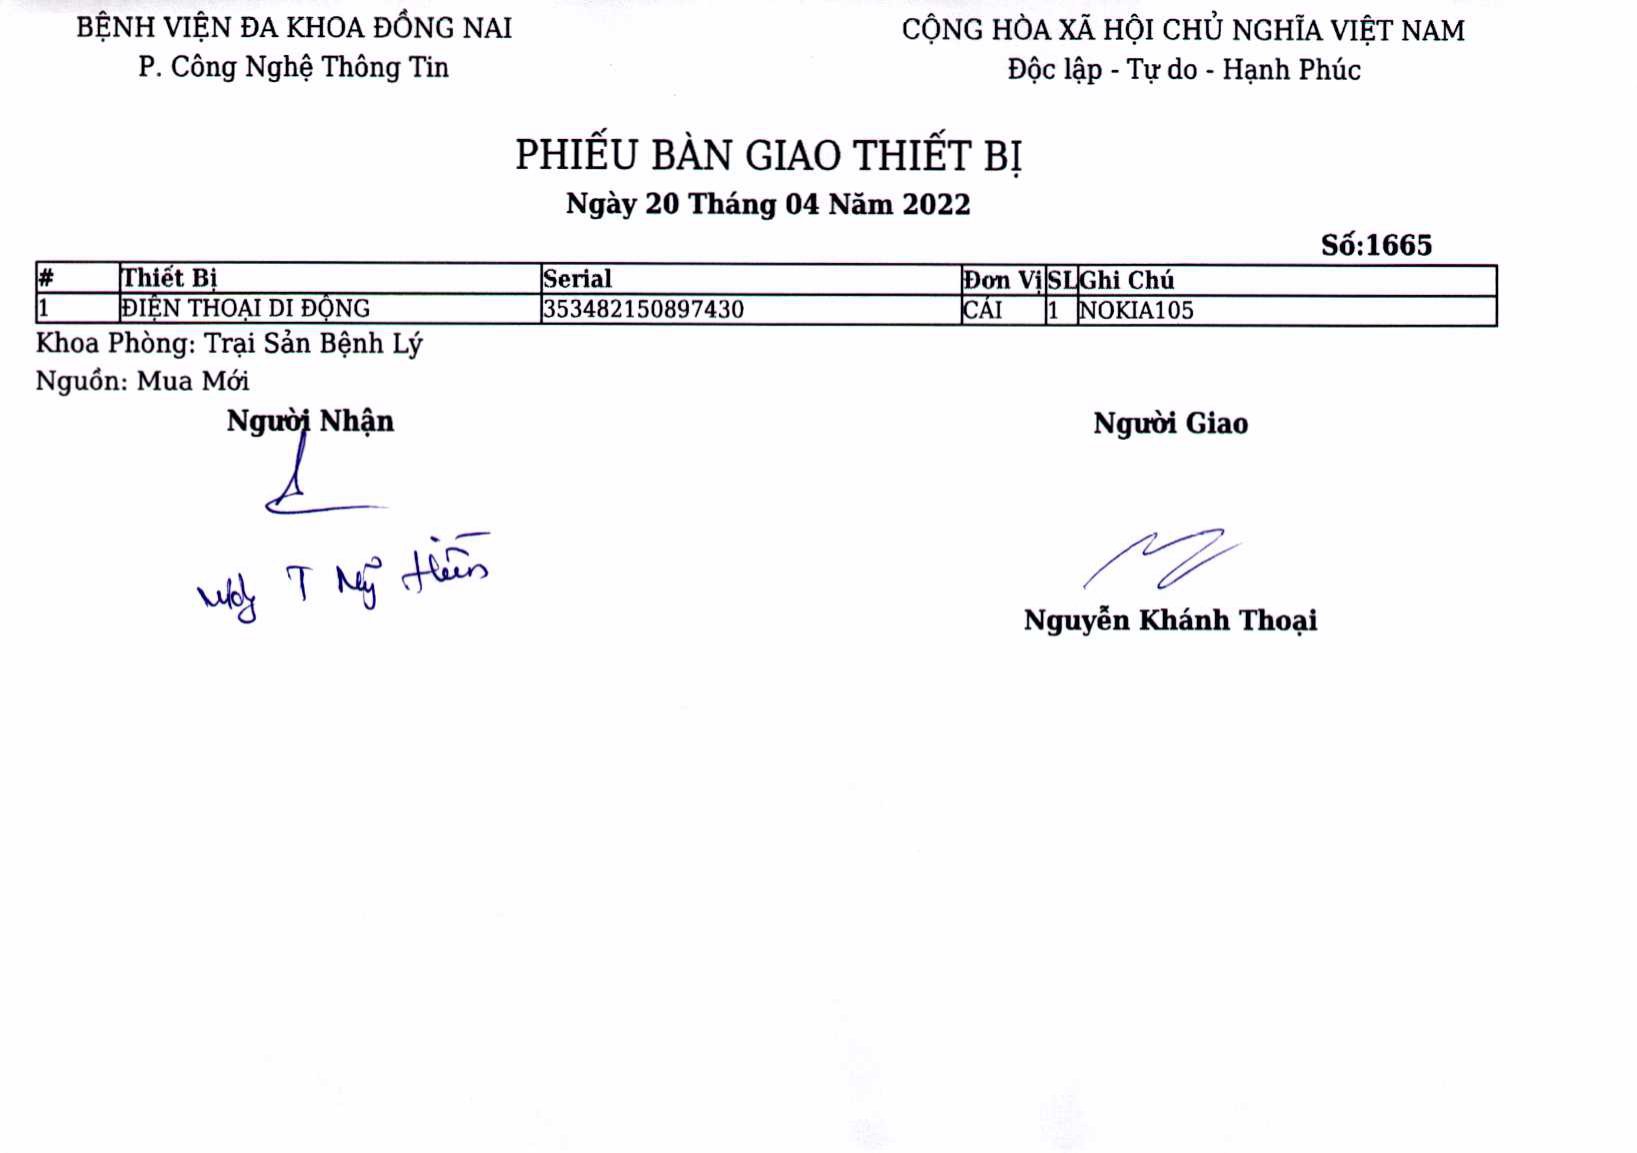 BỆNH VIỆN ĐA KHOA ĐỒNG NAI
P. Công Nghệ Thông Tin
CỘNG HÒA XÃ HỘI CHỦ NGHĨA VIỆT NAM
Độc lập - Tự do - Hạnh Phúc
PHIẾU BÀN GIAO THIẾT BỊ
Ngày 20 Tháng 04 Năm 2022
Số:1665
# Thiết Bị Serial Đơn Vị SL Ghi Chú
1 ĐIỆN THOẠI DI ĐỘNG 353482150897430 CÁI 1 NOKIA105
Khoa Phòng: Trại Sản Bệnh Lý
Nguồn: Mua Mới
Người Nhận Người Giao
T Mỹ Hiền
Nguyễn Khánh Thoại